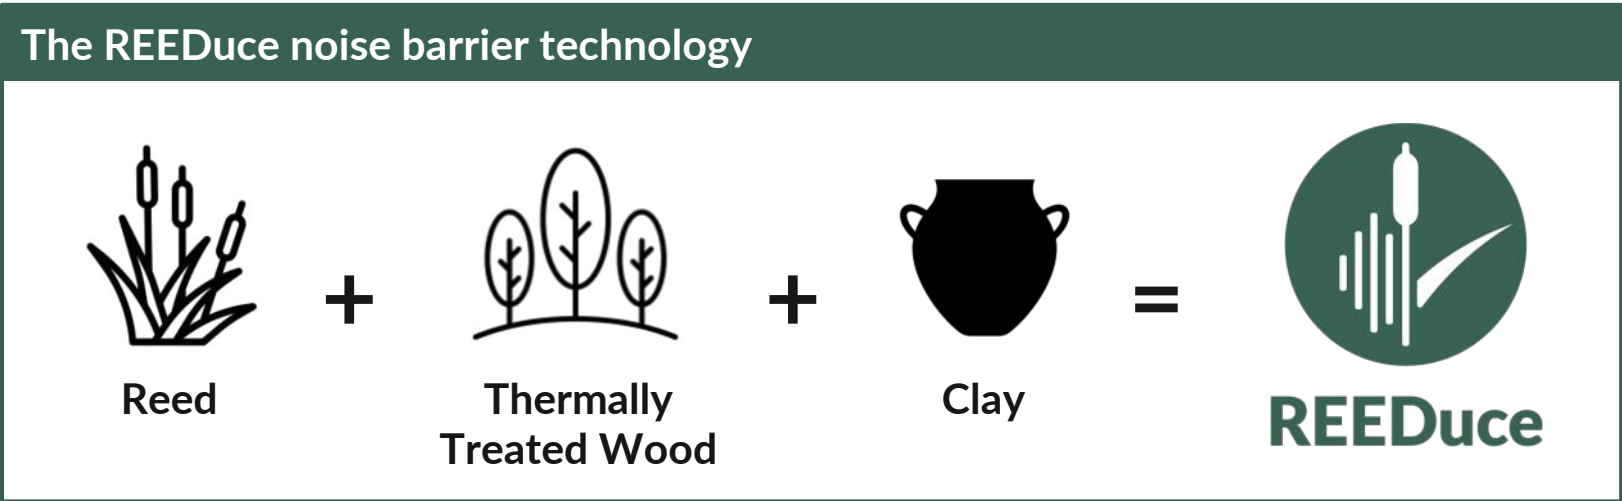 The REEDuce noise barrier technology
+
+
=
Reed
Thermally
Treated Wood
Clay
REEDuce